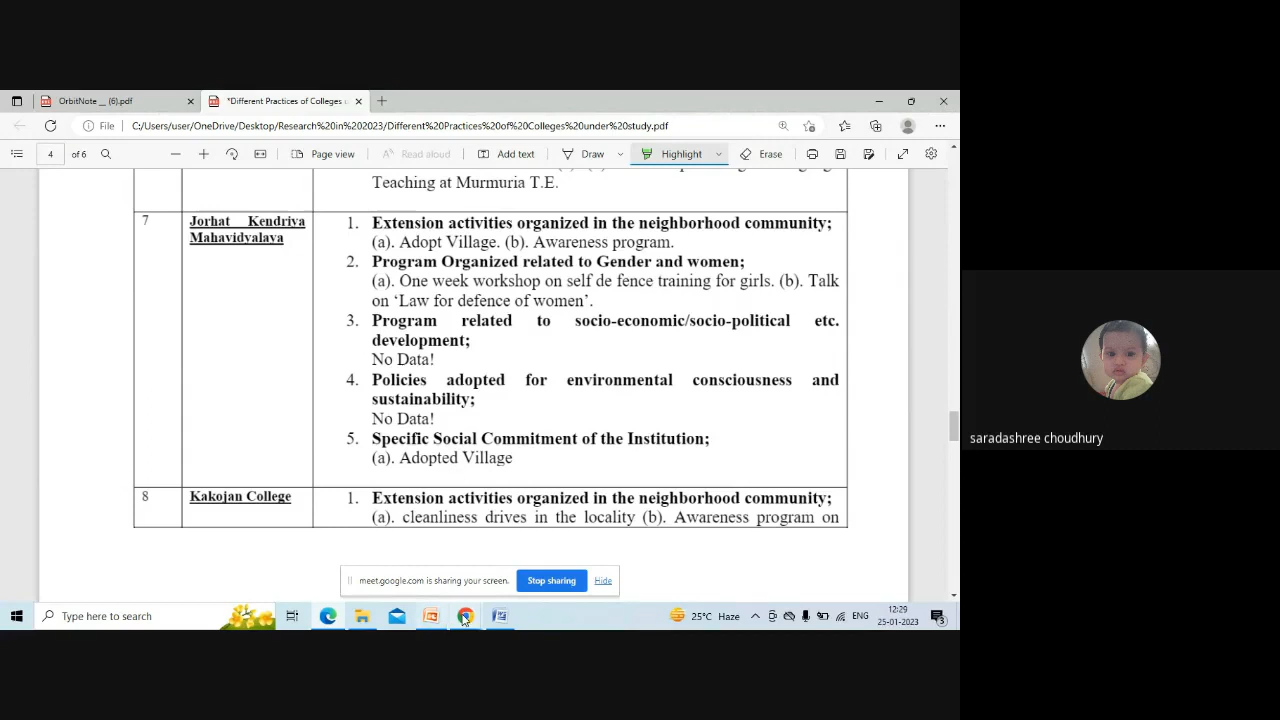 OrbitNote __ (6).pdf
*Different Practices of Colleges
File
C:/Users/user/OneDrive/Desktop/Research%20in%202023/Different%20Practices%20of%20Colleges%20under%20study.pdf
4 of 6
Page view
Read aloud
Add text
Draw
Highlight
Erase
Teaching at Murmuria T.E.
7
Jorhat Kendriya
Mahavidyalaya
1. Extension activities organized in the neighborhood community;
(a). Adopt Village. (b). Awareness program.
2. Program Organized related to Gender and women;
(a). One week workshop on self de fence training for girls. (b). Talk
on ‘Law for defence of women’.
3. Program related to socio-economic/socio-political etc.
development;
No Data!
4. Policies adopted for environmental consciousness and
sustainability;
No Data!
5. Specific Social Commitment of the Institution;
(a). Adopted Village
8
Kakojan College
1. Extension activities organized in the neighborhood community;
(a). cleanliness drives in the locality (b). Awareness program on
meet.google.com is sharing your screen.
Stop sharing
Hide
Type here to search
25°C Haze
ENG
12:29
25-01-2023
3
saradashree choudhury